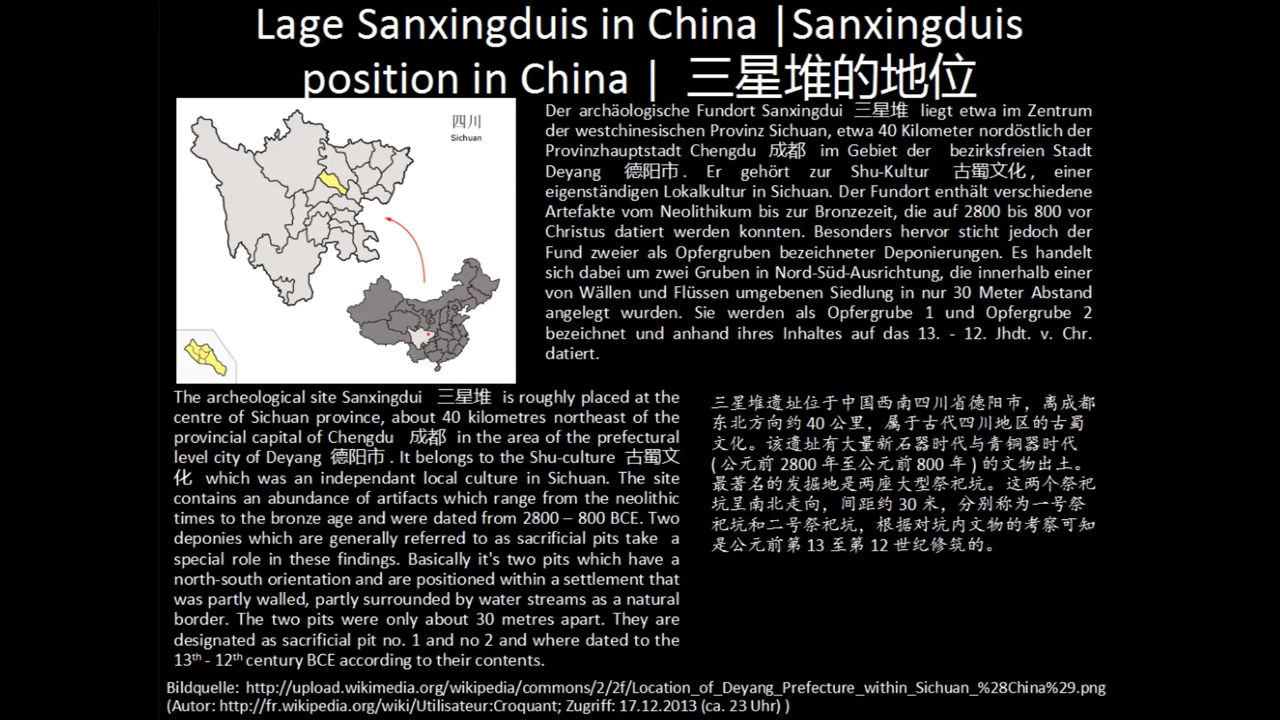 Lage Sanxingduis in China |Sanxingduis
position in China | 三星堆的地位
四川
Sichuan
Der archäologische Fundort Sanxingdui 三星堆 liegt etwa im Zentrum
der westchinesischen Provinz Sichuan, etwa 40 Kilometer nordöstlich der
Provinzhauptstadt Chengdu 成都 im Gebiet der bezirksfreien Stadt
Deyang 德阳市. Er gehört zur Shu-Kultur 古蜀文化, einer
eigenständigen Lokalkultur in Sichuan. Der Fundort enthält verschiedene
Artefakte vom Neolithikum bis zur Bronzezeit, die auf 2800 bis 800 vor
Christus datiert werden konnten. Besonders hervor sticht jedoch der
Fund zweier als Opfergruben bezeichneter Deponierungen. Es handelt
sich dabei um zwei Gruben in Nord-Süd-Ausrichtung, die innerhalb einer
von Wällen und Flüssen umgebenen Siedlung in nur 30 Meter Abstand
angelegt wurden. Sie werden als Opfergrube 1 und Opfergrube 2
bezeichnet und anhand ihres Inhaltes auf das 13. - 12. Jhdt. v. Chr.
datiert.
The archeological site Sanxingdui 三星堆 is roughly placed at the
centre of Sichuan province, about 40 kilometres northeast of the
provincial capital of Chengdu 成都 in the area of the prefectural
level city of Deyang 德阳市. It belongs to the Shu-culture 古蜀文
化 which was an independant local culture in Sichuan. The site
contains an abundance of artifacts which range from the neolithic
times to the bronze age and were dated from 2800 – 800 BCE. Two
deponies which are generally referred to as sacrificial pits take a
special role in these findings. Basically it's two pits which have a
north-south orientation and are positioned within a settlement that
was partly walled, partly surrounded by water streams as a natural
border. The two pits were only about 30 metres apart. They are
designated as sacrificial pit no. 1 and no 2 and where dated to the
13th - 12th century BCE according to their contents.
三星堆遗址位于中国西南四川省德阳市，离成都
东北方向约 40 公里，属于古代四川地区的古蜀
文化。该遗址有大量新石器时代与青铜器时代
(公元前 2800 年至公元前 800 年) 的文物出土。
最著名的发掘地是两座大型祭祀坑。这两个祭祀
坑呈南北走向，间距约 30 米，分别称为一号祭
祀坑和二号祭祀坑，根据对坑内文物的考察可知
是公元前第 13 至第 12 世纪修筑的。
Bildquelle: http://upload.wikimedia.org/wikipedia/commons/2/2f/Location_of_Deyang_Prefecture_within_Sichuan_%28China%29.png
(Autor: http://fr.wikipedia.org/wiki/Utilisateur:Croquant; Zugriff: 17.12.2013 (ca. 23 Uhr) )